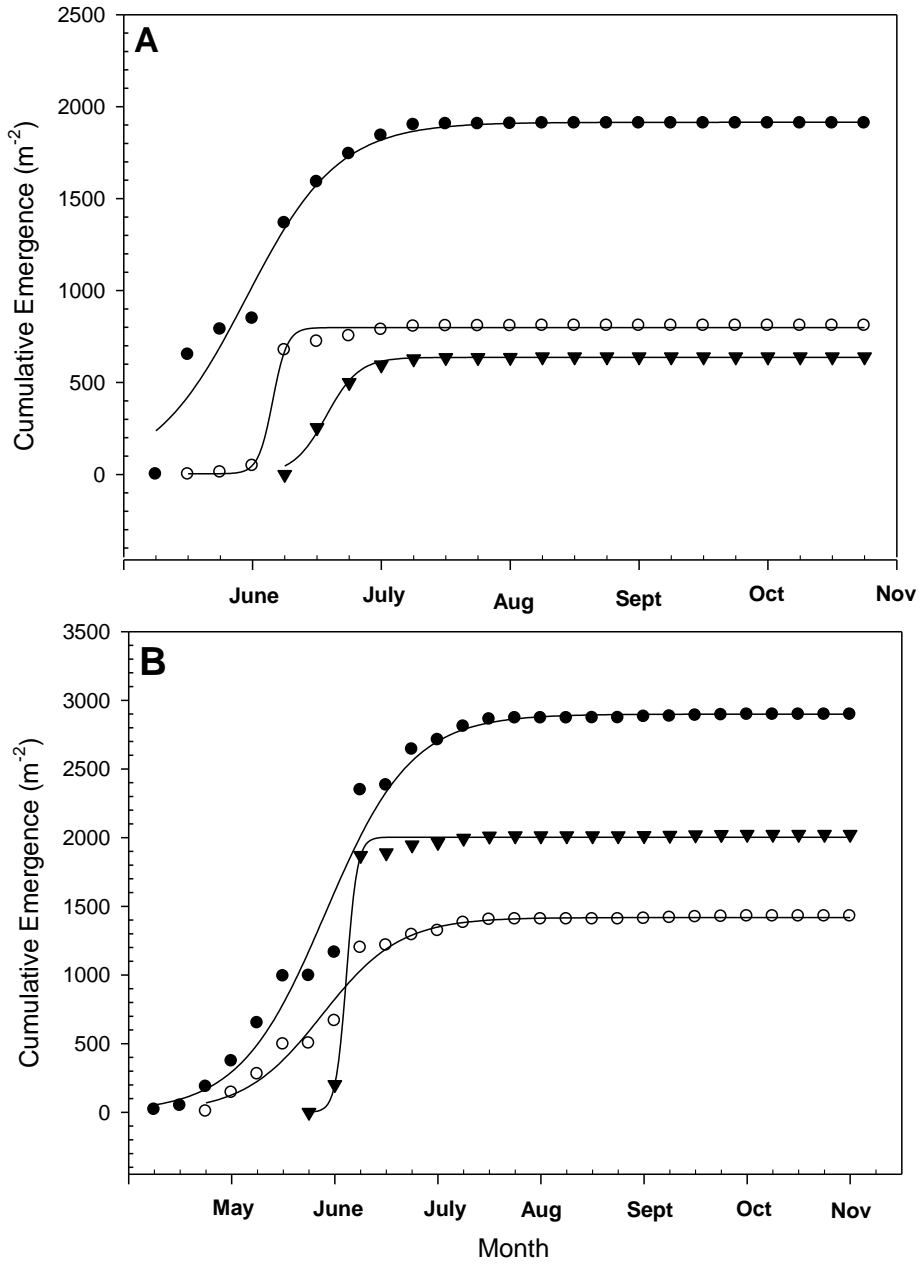 A
2500
2000
1500
1000
500
0
Cumulative Emergence (m-2)
June July Aug Sept Oct Nov
B
3500
3000
2500
2000
1500
1000
500
0
Cumulative Emergence (m-2)
May June July Aug Sept Oct Nov
Month